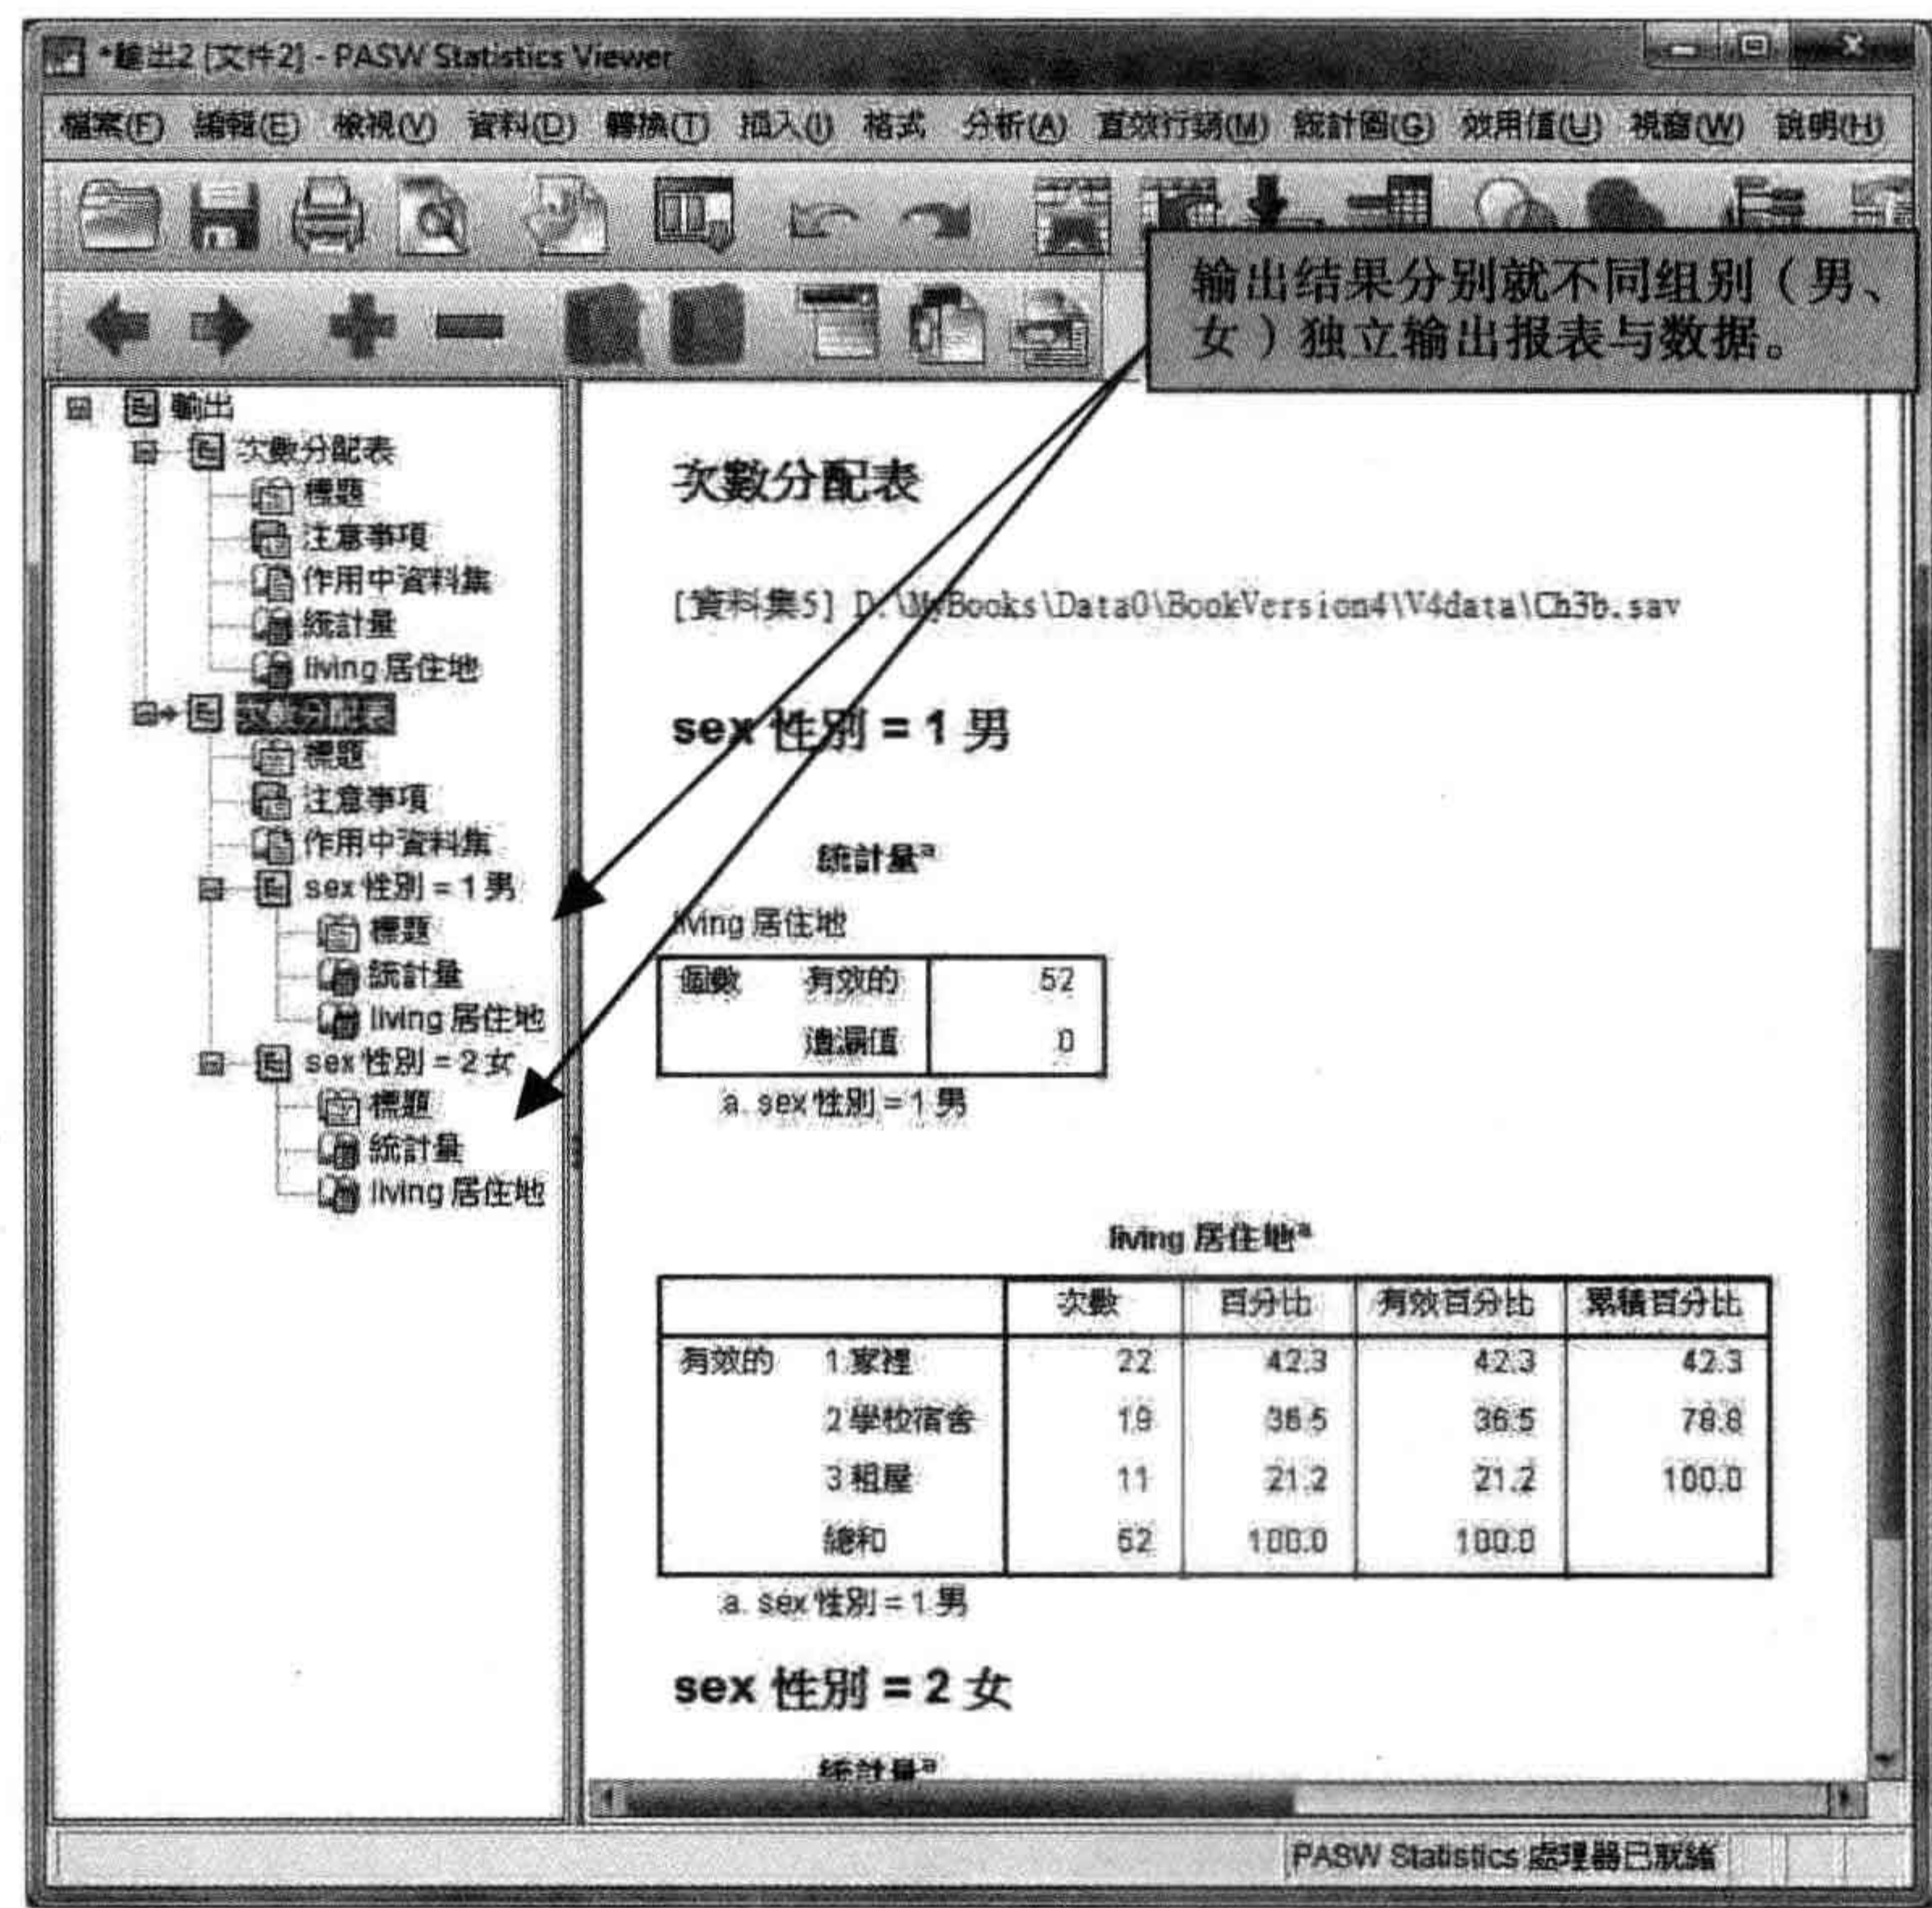 *輸出2 [文件2] - PASW Statistics Viewer
檔案(F) 編輯(E) 檢視(V) 資料(D) 轉換(T) 插入(I) 格式 分析(A) 直效行銷(M) 統計圖(G) 效用值(U) 視窗(W) 說明(H)
输出结果分别就不同组别（男、
女）独立输出报表与数据。
輸出
次數分配表
標題
注意事項
作用中資料集
統計量
living 居住地
次數分配表
標題
注意事項
作用中資料集
sex 性別 = 1 男
標題
統計量
living 居住地
sex 性別 = 2 女
標題
統計量
living 居住地
次數分配表
[資料集5] D:\MyBooks\Data0\BookVersion4\V4data\Ch3b.sav
sex 性別 = 1 男
統計量a
living 居住地
個數 有效的 52
遺漏值 0
a. sex 性別 = 1 男
living 居住地a
次數 百分比 有效百分比 累積百分比
有效的 1 家裡 22 42.3 42.3 42.3
2 學校宿舍 19 36.5 36.5 78.8
3 租屋 11 21.2 21.2 100.0
總和 52 100.0 100.0
a. sex 性別 = 1 男
sex 性別 = 2 女
統計量a
PASW Statistics 處理器已就緒